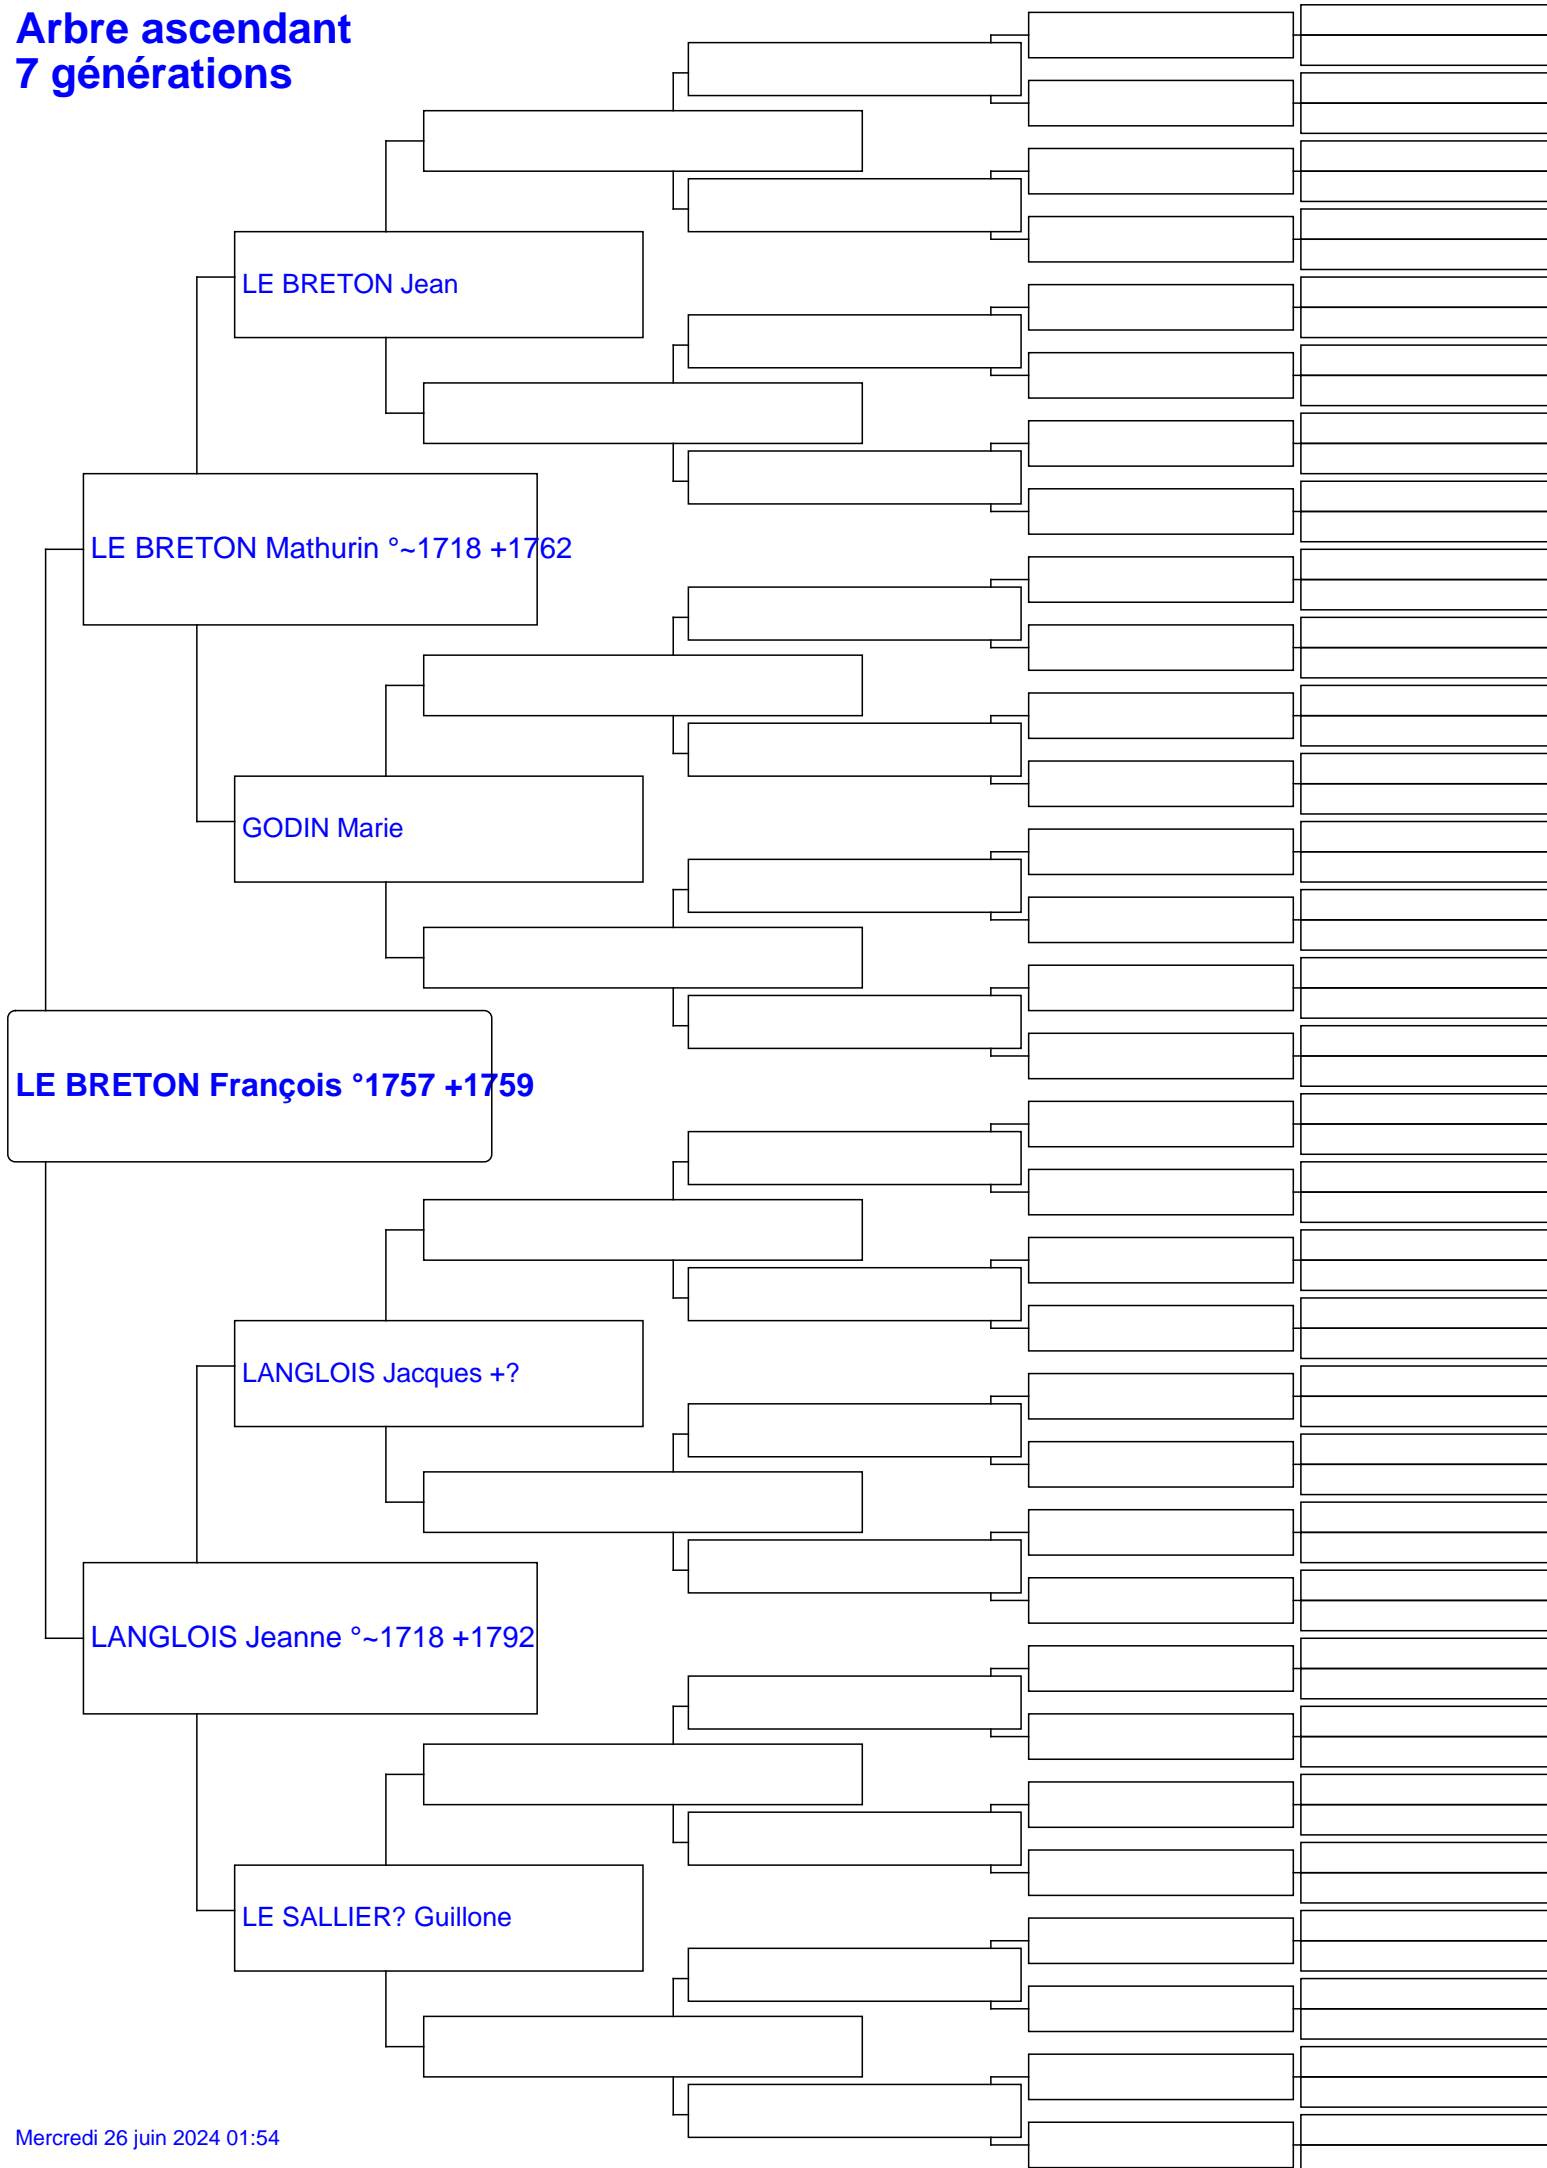 Arbre ascendant
7 générations
LE BRETON Jean
LE BRETON Mathurin °~1718 +1762
GODIN Marie
LE BRETON François °1757 +1759
LANGLOIS Jacques +?
LANGLOIS Jeanne °~1718 +1792
LE SALLIER? Guillone
Mercredi 26 juin 2024 01:54